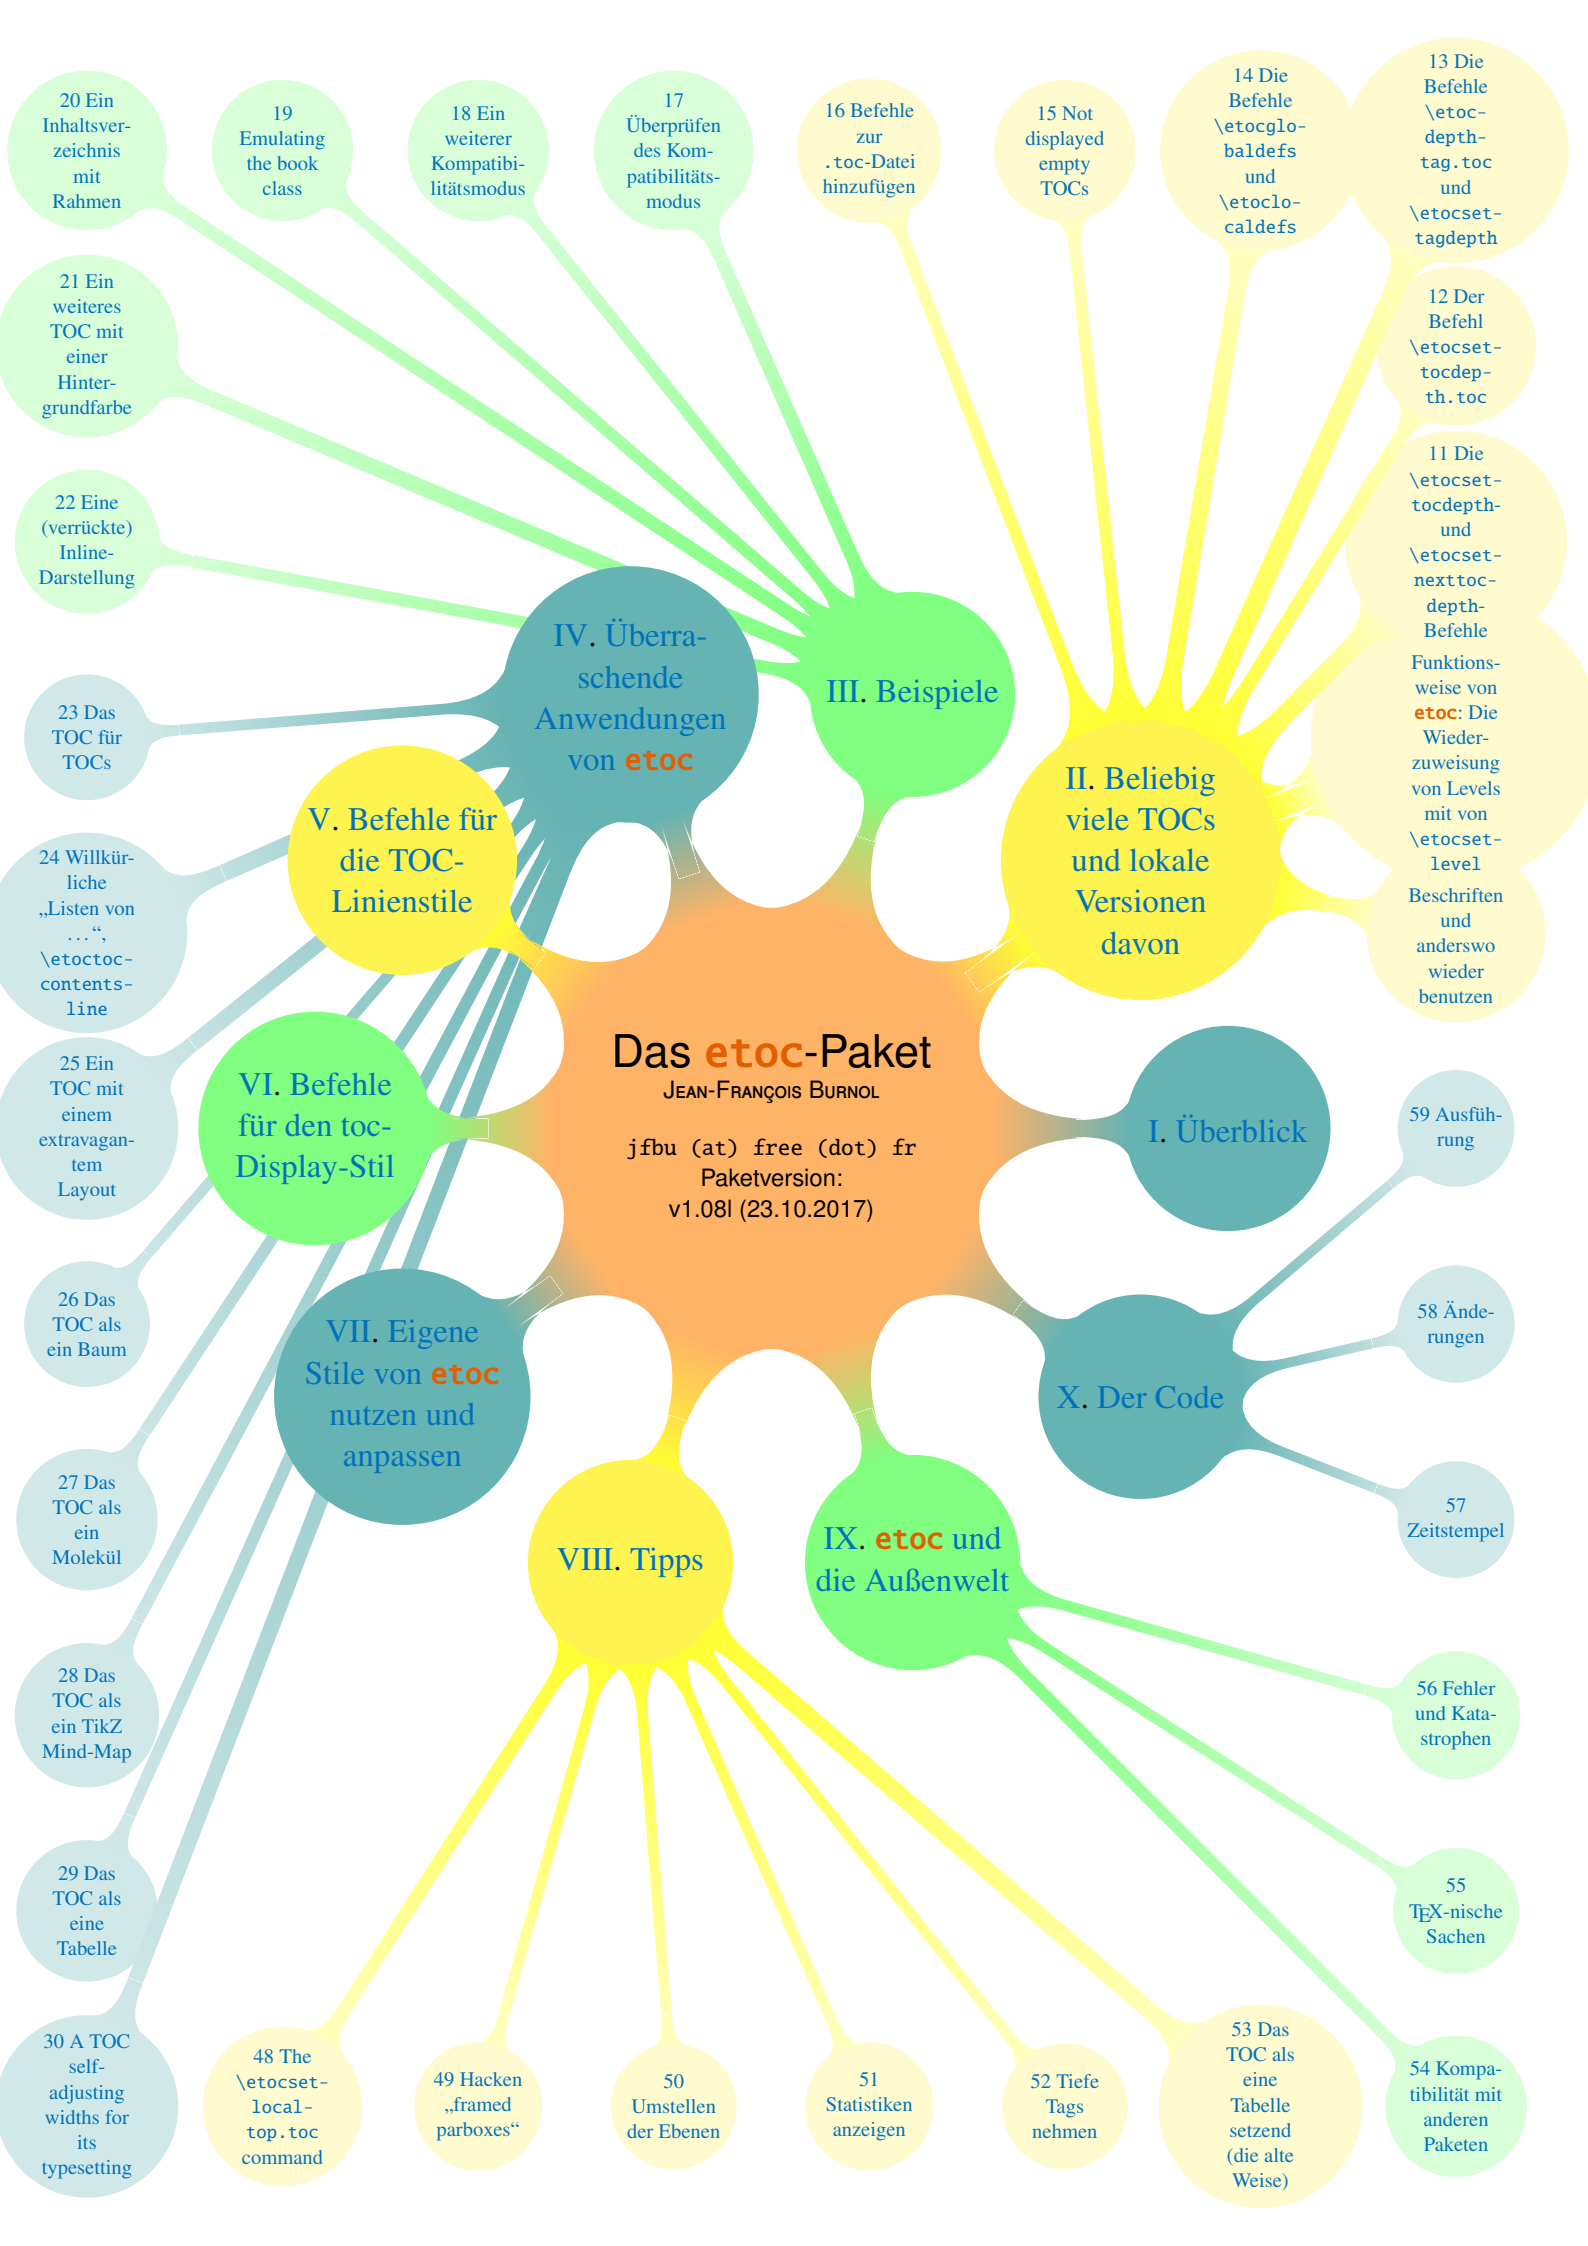 Das etoc-Paket
JEAN-FRANÇOIS BURNOL
jfbu (at) free (dot) fr
Paketversion:
v1.08l (23.10.2017)
I. Überblick
II. Beliebig
viele TOCs
und lokale
Versionen
davon
Beschriften
und
anderswo
wieder
benutzen
Funktions-
weise von
etoc: Die
Wieder-
zuweisung
von Levels
mit von
\etocset-
level
11 Die
\etocset-
tocdepth-
und
\etocset-
nexttoc-
depth-
Befehle
12 Der
Befehl
\etocset-
tocdep-
th.toc
13 Die
Befehle
\etoc-
depth-
tag.toc
und
\etocset-
tagdepth
14 Die
Befehle
\etocglo-
baldefs
und
\etoclo-
caldefs
15 Not
displayed
empty
TOCs
16 Befehle
zur
.toc-Datei
hinzufügen
III. Beispiele
17
Überprüfen
des Kom-
patibilitäts-
modus
18 Ein
weiterer
Kompatibi-
litätsmodus
19
Emulating
the book
class
20 Ein
Inhaltsver-
zeichnis
mit
Rahmen
21 Ein
weiteres
TOC mit
einer
Hinter-
grundfarbe
22 Eine
(verrückte)
Inline-
Darstellung
IV. Überra-
schende
Anwendungen
von etoc
23 Das
TOC für
TOCs
24 Willkür-
liche
„Listen von
…“,
\etoctoc-
contents-
line
25 Ein
TOC mit
einem
extravagan-
tem
Layout
26 Das
TOC als
ein Baum
27 Das
TOC als
ein
Molekül
28 Das
TOC als
ein TikZ
Mind-Map
29 Das
TOC als
eine
Tabelle
30 A TOC
self-
adjusting
widths for
its
typesetting
V. Befehle für
die TOC-
Linienstile
VI. Befehle
für den toc-
Display-Stil
VII. Eigene
Stile von etoc
nutzen und
anpassen
VIII. Tipps
48 The
\etocset-
local-
top.toc
command
49 Hacken
„framed
parboxes“
50
Umstellen
der Ebenen
51
Statistiken
anzeigen
52 Tiefe
Tags
nehmen
53 Das
TOC als
eine
Tabelle
setzend
(die alte
Weise)
IX. etoc und
die Außenwelt
54 Kompa-
tibilität mit
anderen
Paketen
55
TEX-nische
Sachen
56 Fehler
und Kata-
strophen
X. Der Code
57
Zeitstempel
58 Ände-
rungen
59 Ausfüh-
rung